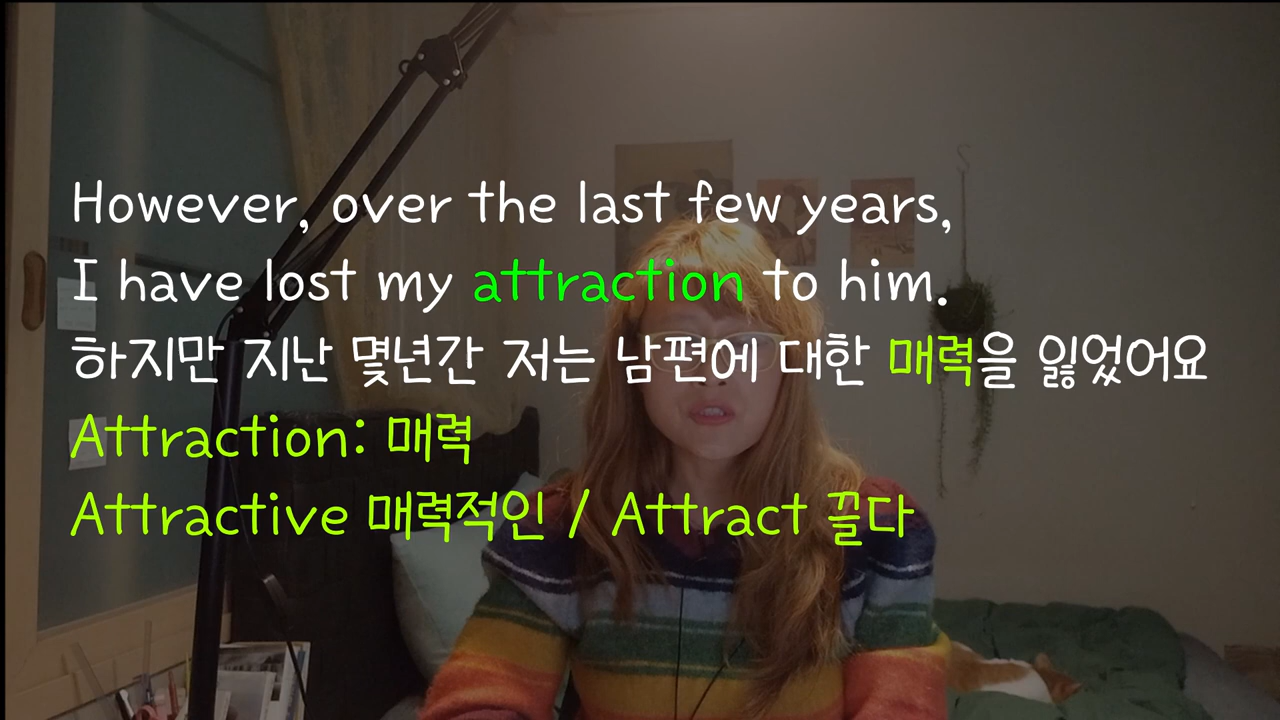 However, over the last few years,
I have lost my attraction to him.
하지만 지난 몇년간 저는 남편에 대한 매력을 잃었어요
Attraction: 매력
Attractive 매력적인 / Attract 끌다